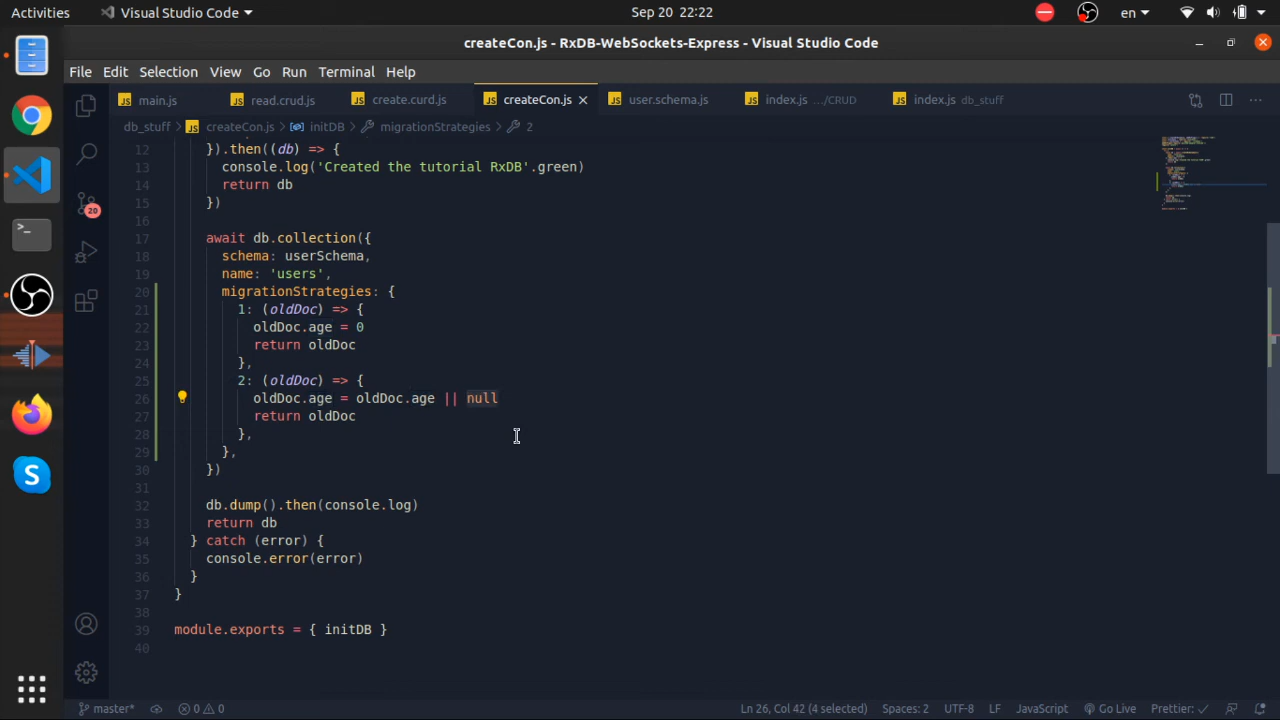 Activities
Visual Studio Code
Sep 20 22:22
en
createCon.js - RxDB-WebSockets-Express - Visual Studio Code
File Edit Selection View Go Run Terminal Help
main.js read.crud.js create.curd.js createCon.js user.schema.js index.js .../CRUD index.js db_stuff
db_stuff > createCon.js > initDB > migrationStrategies > 2
12 }).then((db) => {
13 console.log('Created the tutorial RxDB'.green)
14 return db
15 })
16
17 await db.collection({
18 schema: userSchema,
19 name: 'users',
20 migrationStrategies: {
21 1: (oldDoc) => {
22 oldDoc.age = 0
23 return oldDoc
24 },
25 2: (oldDoc) => {
26 oldDoc.age = oldDoc.age || null
27 return oldDoc
28 },
29 },
30 })
31
32 db.dump().then(console.log)
33 return db
34 } catch (error) {
35 console.error(error)
36 }
37 }
38
39 module.exports = { initDB }
40
20
master* 0 0 Ln 26, Col 42 (4 selected) Spaces: 2 UTF-8 LF JavaScript Go Live Prettier: